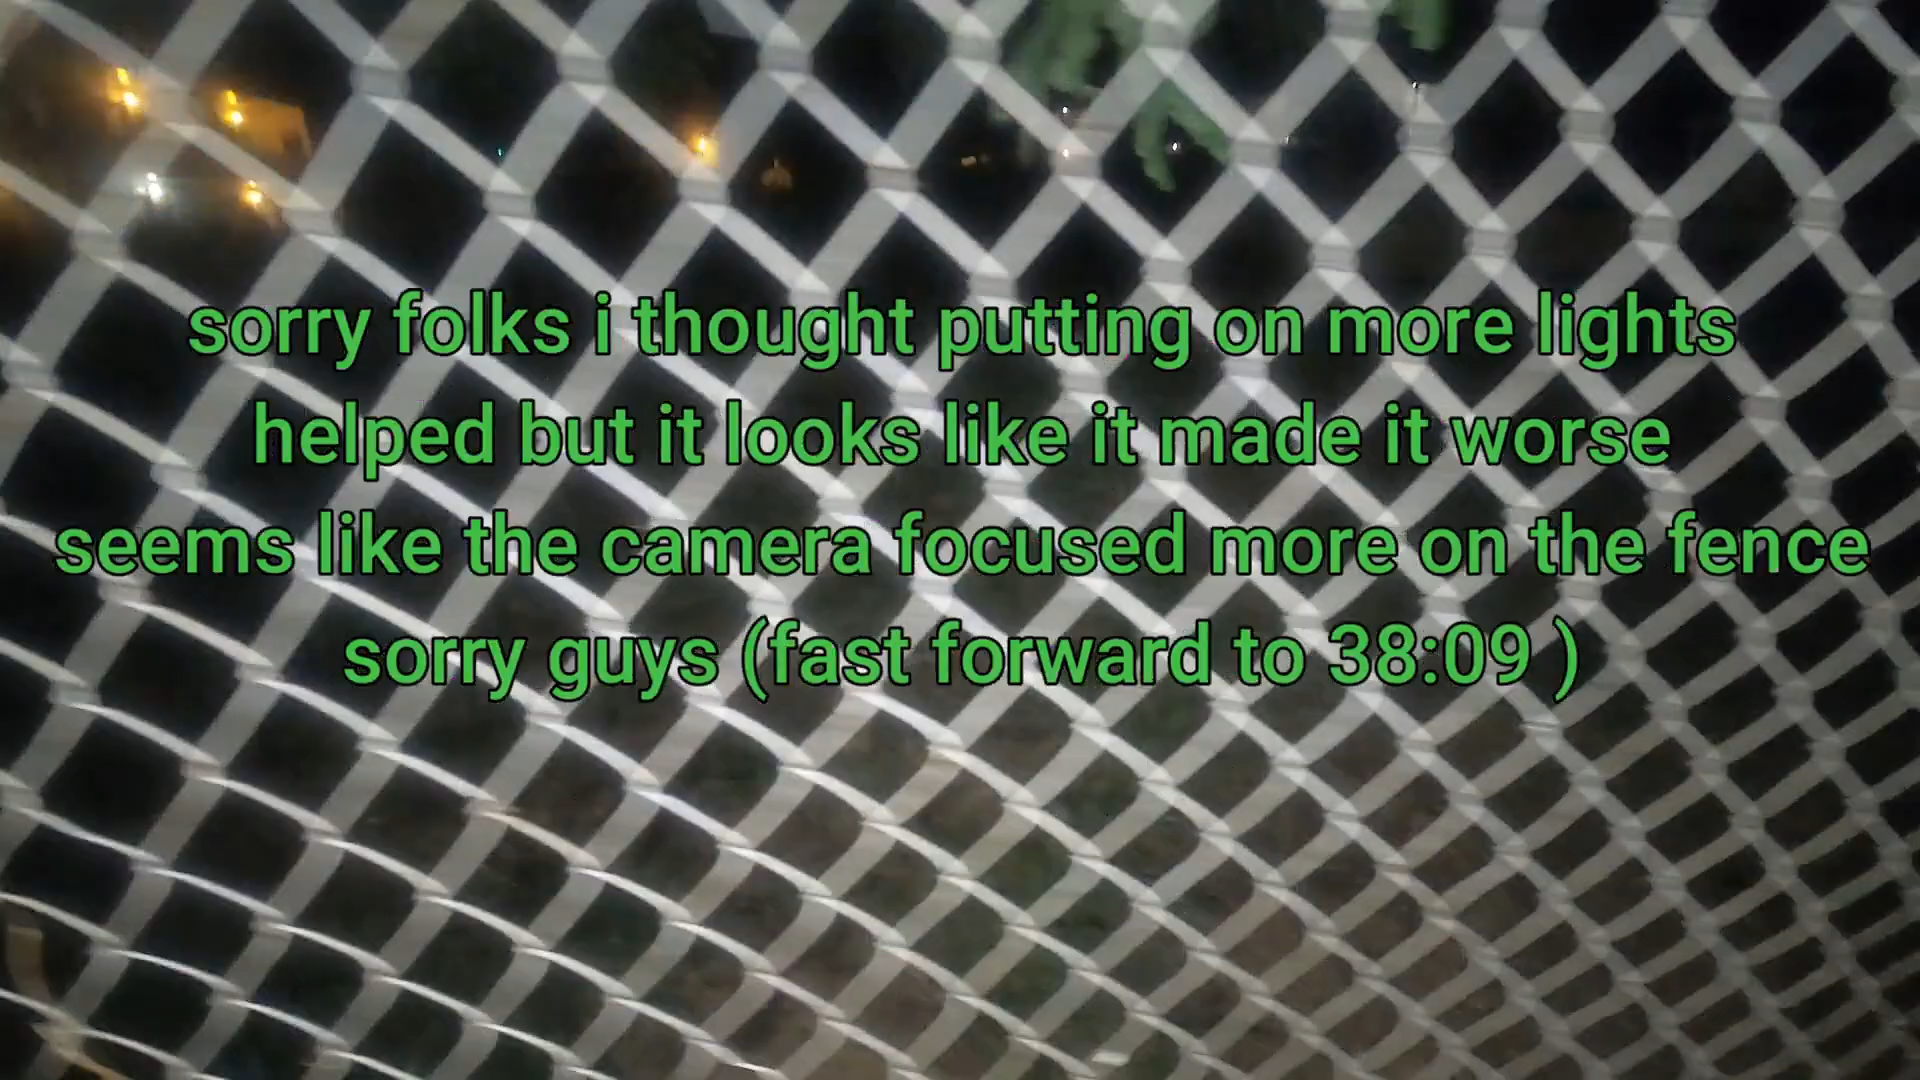 sorry folks i thought putting on more lights
helped but it looks like it made it worse
seems like the camera focused more on the fence
sorry guys (fast forward to 38:09 )